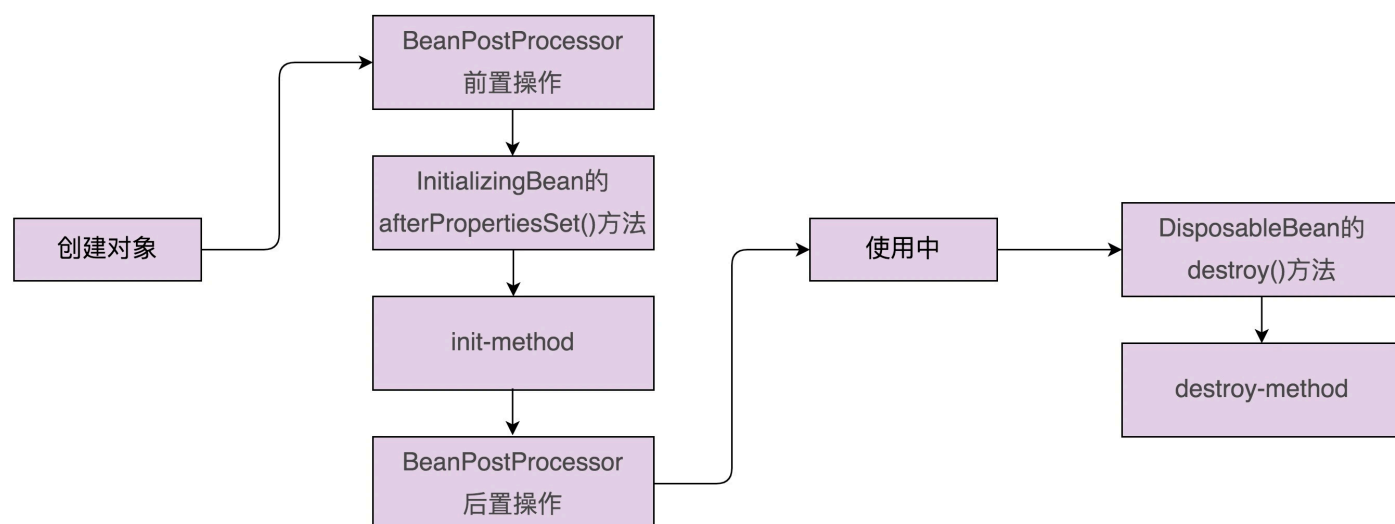 创建对象
BeanPostProcessor
前置操作
InitializingBean的
afterPropertiesSet()方法
init-method
BeanPostProcessor
后置操作
使用中
DisposableBean的
destroy()方法
destroy-method